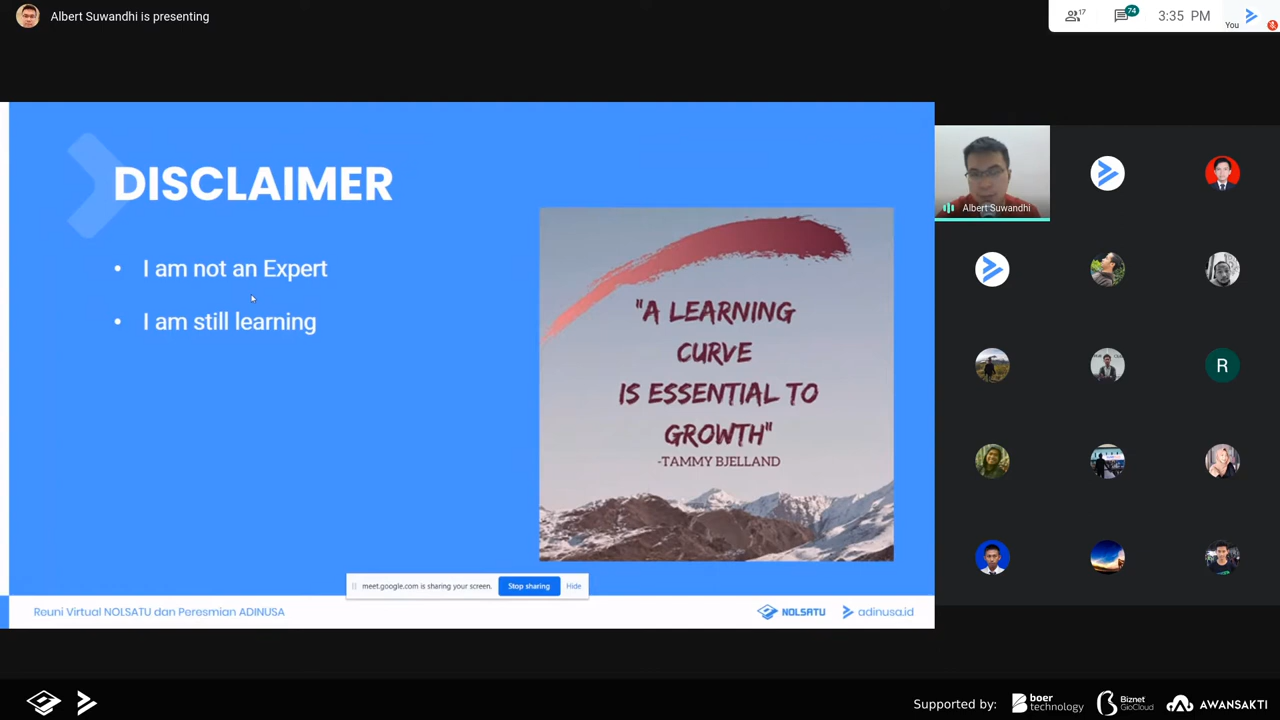 Albert Suwandhi is presenting
17
74
3:35 PM
You
DISCLAIMER
• I am not an Expert
• I am still learning
"A LEARNING
CURVE
IS ESSENTIAL TO
GROWTH"
-TAMMY BJELLAND
Albert Suwandhi
R
meet.google.com is sharing your screen.
Stop sharing
Hide
Reuni Virtual NOLSATU dan Peresmian ADINUSA
NOLSATU
adinusa.id
Supported by:
boer
technology
Biznet
GioCloud
AWANSAKTI